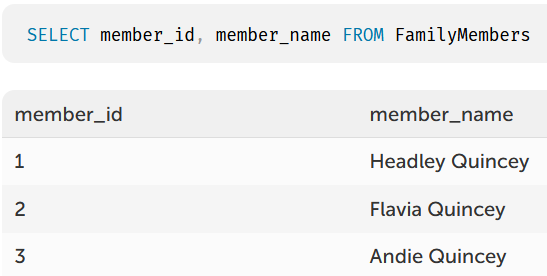 SELECT member_id, member_name FROM FamilyMembers
member_id member_name
1 Headley Quincey
2 Flavia Quincey
3 Andie Quincey